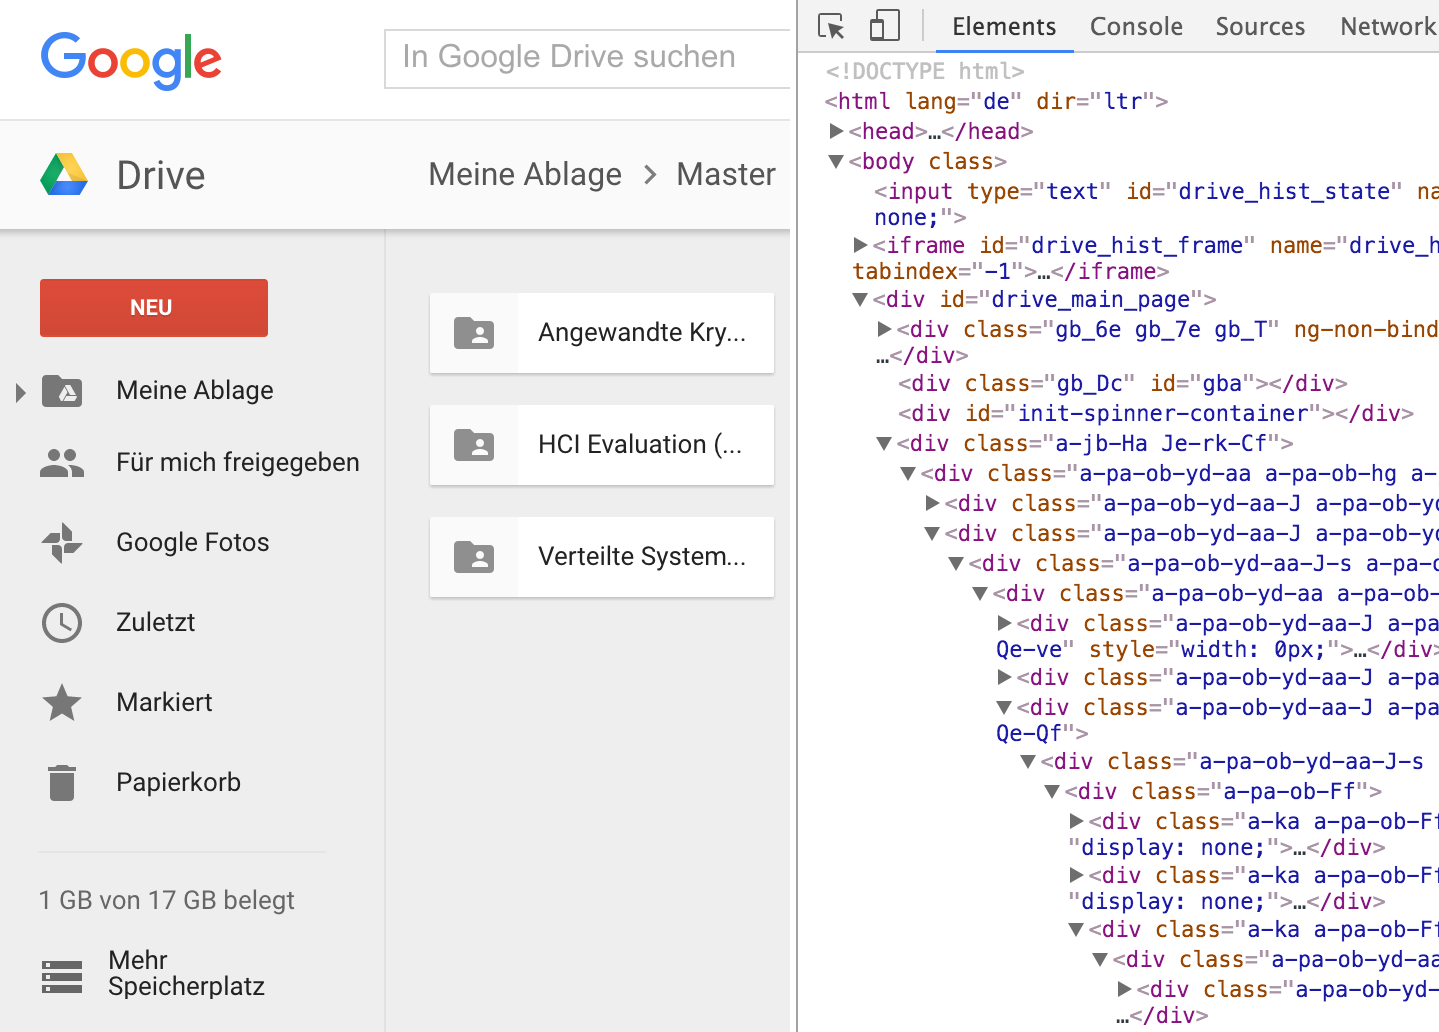 Google
In Google Drive suchen
Drive
Meine Ablage > Master
NEU
Meine Ablage
Für mich freigegeben
Google Fotos
Zuletzt
Markiert
Papierkorb
1 GB von 17 GB belegt
Mehr
Speicherplatz
Angewandte Kry...
HCI Evaluation (...
Verteilte System...
Elements Console Sources Network
<!DOCTYPE html>
<html lang="de" dir="ltr">
<head>…</head>
<body class>
<input type="text" id="drive_hist_state" na
none;">
<iframe id="drive_hist_frame" name="drive_h
tabindex="-1">…</iframe>
<div id="drive_main_page">
<div class="gb_6e gb_7e gb_T" ng-non-bind
…</div>
<div class="gb_Dc" id="gba"></div>
<div id="init-spinner-container"></div>
<div class="a-jb-Ha Je-rk-Cf">
<div class="a-pa-ob-yd-aa a-pa-ob-hg a-
<div class="a-pa-ob-yd-aa-J a-pa-ob-yd
<div class="a-pa-ob-yd-aa-J a-pa-ob-yd
<div class="a-pa-ob-yd-aa-J-s a-pa-o
<div class="a-pa-ob-yd-aa a-pa-ob-
<div class="a-pa-ob-yd-aa-J a-pa
Qe-ve" style="width: 0px;">…</div>
<div class="a-pa-ob-yd-aa-J a-pa
<div class="a-pa-ob-yd-aa-J a-pa
Qe-Qf">
<div class="a-pa-ob-yd-aa-J-s
<div class="a-pa-ob-Ff">
<div class="a-ka a-pa-ob-Ff
"display: none;">…</div>
<div class="a-ka a-pa-ob-Ff
"display: none;">…</div>
<div class="a-ka a-pa-ob-Ff
<div class="a-pa-ob-yd-aa
<div class="a-pa-ob-yd-
…</div>